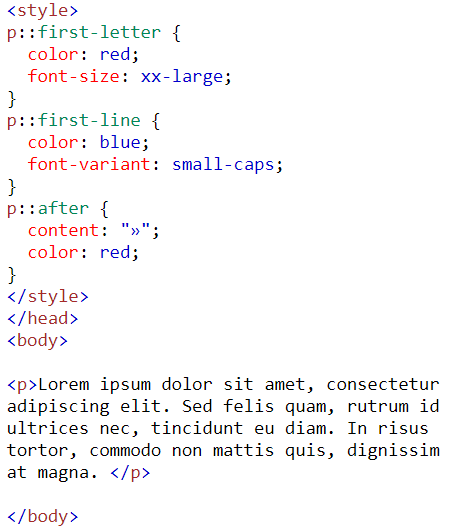 <style>
p::first-letter {
  color: red;
  font-size: xx-large;
}
p::first-line {
  color: blue;
  font-variant: small-caps;
}
p::after {
  content: "»";
  color: red;
}
</style>
</head>
<body>

<p>Lorem ipsum dolor sit amet, consectetur
adipiscing elit. Sed felis quam, rutrum id
ultrices nec, tincidunt eu diam. In risus
tortor, commodo non mattis quis, dignissim
at magna. </p>

</body>